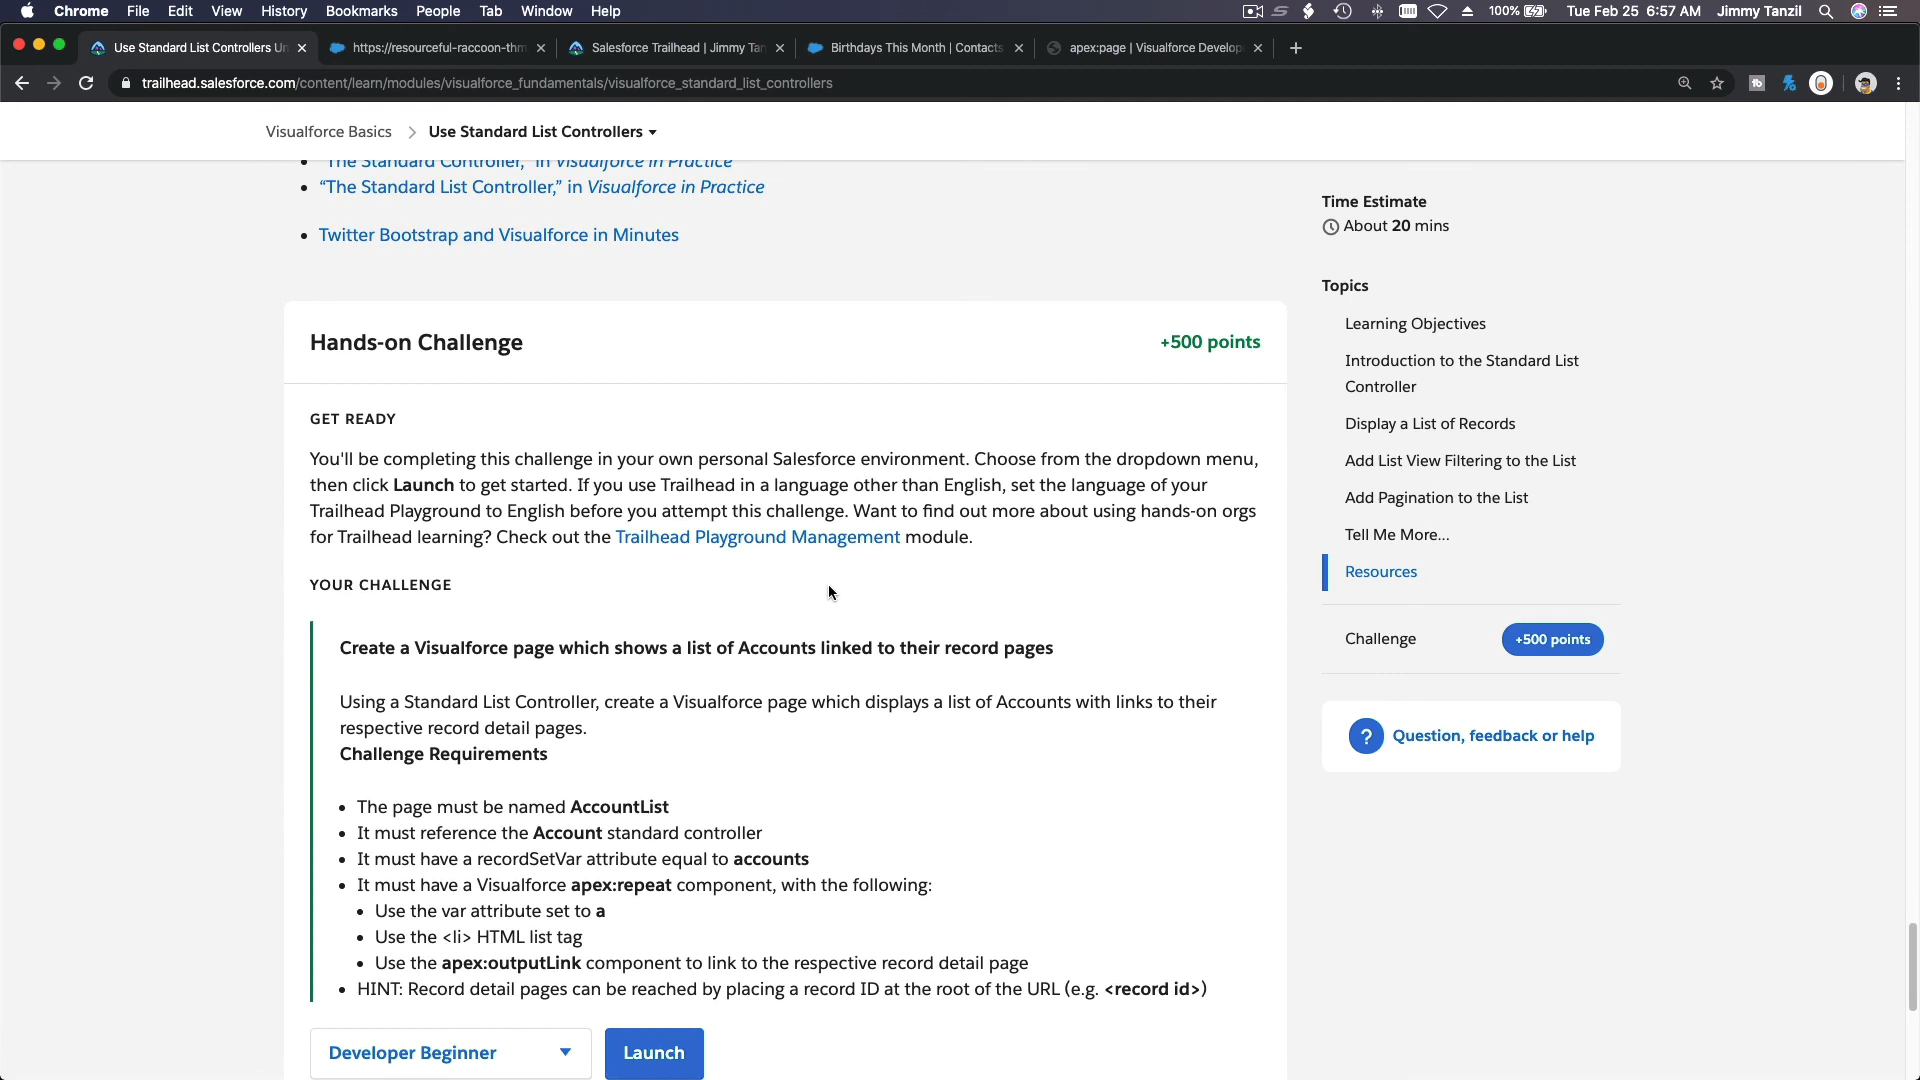 Chrome File Edit View History Bookmarks People Tab Window Help 100% Tue Feb 25 6:57 AM Jimmy Tanzil
Use Standard List Controllers Un https://resourceful-raccoon-thm Salesforce Trailhead | Jimmy Tan Birthdays This Month | Contacts apex:page | Visualforce Develop
trailhead.salesforce.com/content/learn/modules/visualforce_fundamentals/visualforce_standard_list_controllers
Visualforce Basics > Use Standard List Controllers
"The Standard Controller," in Visualforce in Practice
• “The Standard List Controller,” in Visualforce in Practice
• Twitter Bootstrap and Visualforce in Minutes
Hands-on Challenge +500 points
GET READY
You'll be completing this challenge in your own personal Salesforce environment. Choose from the dropdown menu,
then click Launch to get started. If you use Trailhead in a language other than English, set the language of your
Trailhead Playground to English before you attempt this challenge. Want to find out more about using hands-on orgs
for Trailhead learning? Check out the Trailhead Playground Management module.
YOUR CHALLENGE
Create a Visualforce page which shows a list of Accounts linked to their record pages
Using a Standard List Controller, create a Visualforce page which displays a list of Accounts with links to their
respective record detail pages.
Challenge Requirements
• The page must be named AccountList
• It must reference the Account standard controller
• It must have a recordSetVar attribute equal to accounts
• It must have a Visualforce apex:repeat component, with the following:
• Use the var attribute set to a
• Use the <li> HTML list tag
• Use the apex:outputLink component to link to the respective record detail page
• HINT: Record detail pages can be reached by placing a record ID at the root of the URL (e.g. <record id>)
Developer Beginner
Launch
Time Estimate
About 20 mins
Topics
Learning Objectives
Introduction to the Standard List
Controller
Display a List of Records
Add List View Filtering to the List
Add Pagination to the List
Tell Me More...
Resources
Challenge +500 points
? Question, feedback or help